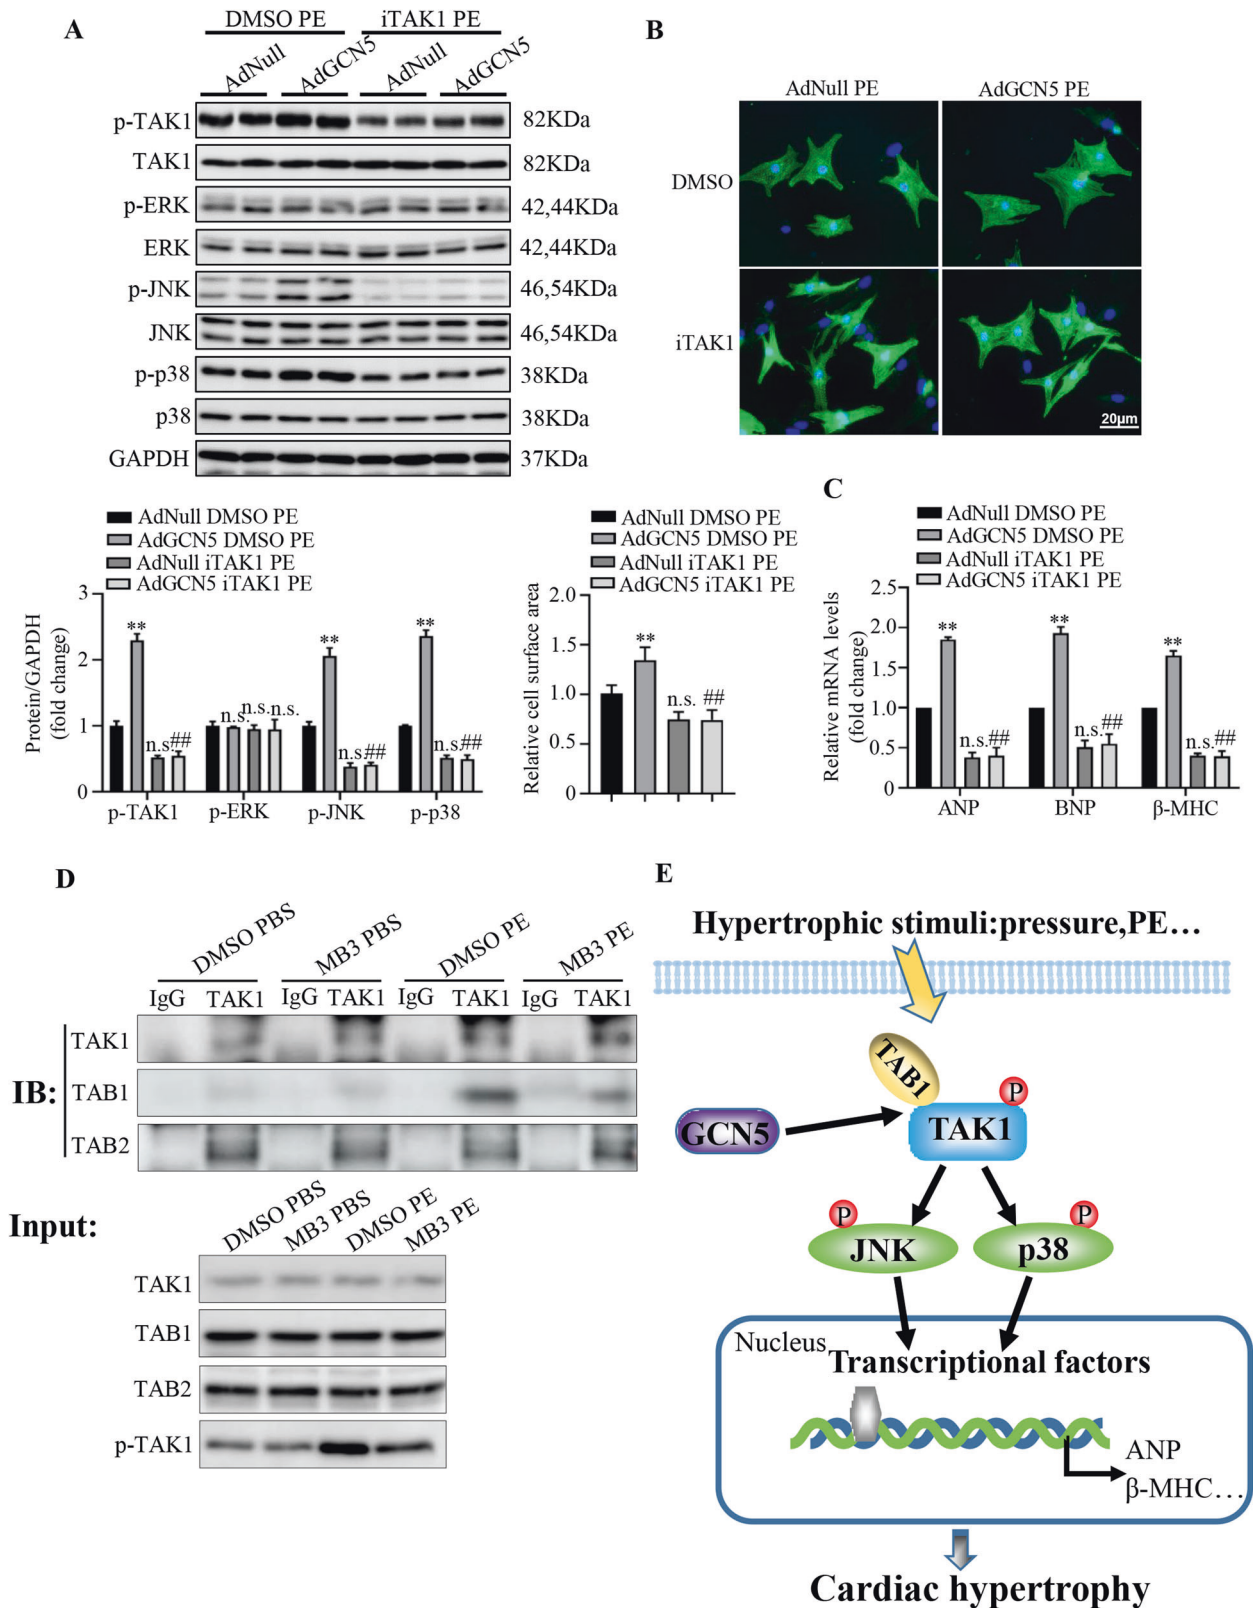 A
DMSO PE
iTAK1 PE
AdNull
AdGCN5
AdNull
AdGCN5
p-TAK1
82KDa
TAK1
82KDa
p-ERK
42,44KDa
ERK
42,44KDa
p-JNK
46,54KDa
JNK
46,54KDa
p-p38
38KDa
p38
38KDa
GAPDH
37KDa
AdNull DMSO PE
AdGCN5 DMSO PE
AdNull iTAK1 PE
AdGCN5 iTAK1 PE
Protein/GAPDH
(fold change)
3
2
1
0
**
n.s.
##
n.s.
n.s.
n.s.
**
n.s.
##
**
n.s.
##
p-TAK1
p-ERK
p-JNK
p-p38
B
AdNull PE
AdGCN5 PE
DMSO
iTAK1
20μm
AdNull DMSO PE
AdGCN5 DMSO PE
AdNull iTAK1 PE
AdGCN5 iTAK1 PE
Relative cell surface area
2.0
1.5
1.0
0.5
0
**
n.s.
##
C
AdNull DMSO PE
AdGCN5 DMSO PE
AdNull iTAK1 PE
AdGCN5 iTAK1 PE
Relative mRNA levels
(fold change)
2.5
2.0
1.5
1.0
0.5
0
**
n.s.
##
**
n.s.
##
**
n.s.
##
ANP
BNP
β-MHC
D
DMSO PBS
MB3 PBS
DMSO PE
MB3 PE
IgG
TAK1
IgG
TAK1
IgG
TAK1
IgG
TAK1
IB:
TAK1
TAB1
TAB2
Input:
DMSO PBS
MB3 PBS
DMSO PE
MB3 PE
TAK1
TAB1
TAB2
p-TAK1
E
Hypertrophic stimuli:pressure,PE…
TAB1
P
GCN5
TAK1
P
P
JNK
p38
Nucleus
Transcriptional factors
ANP
β-MHC…
Cardiac hypertrophy